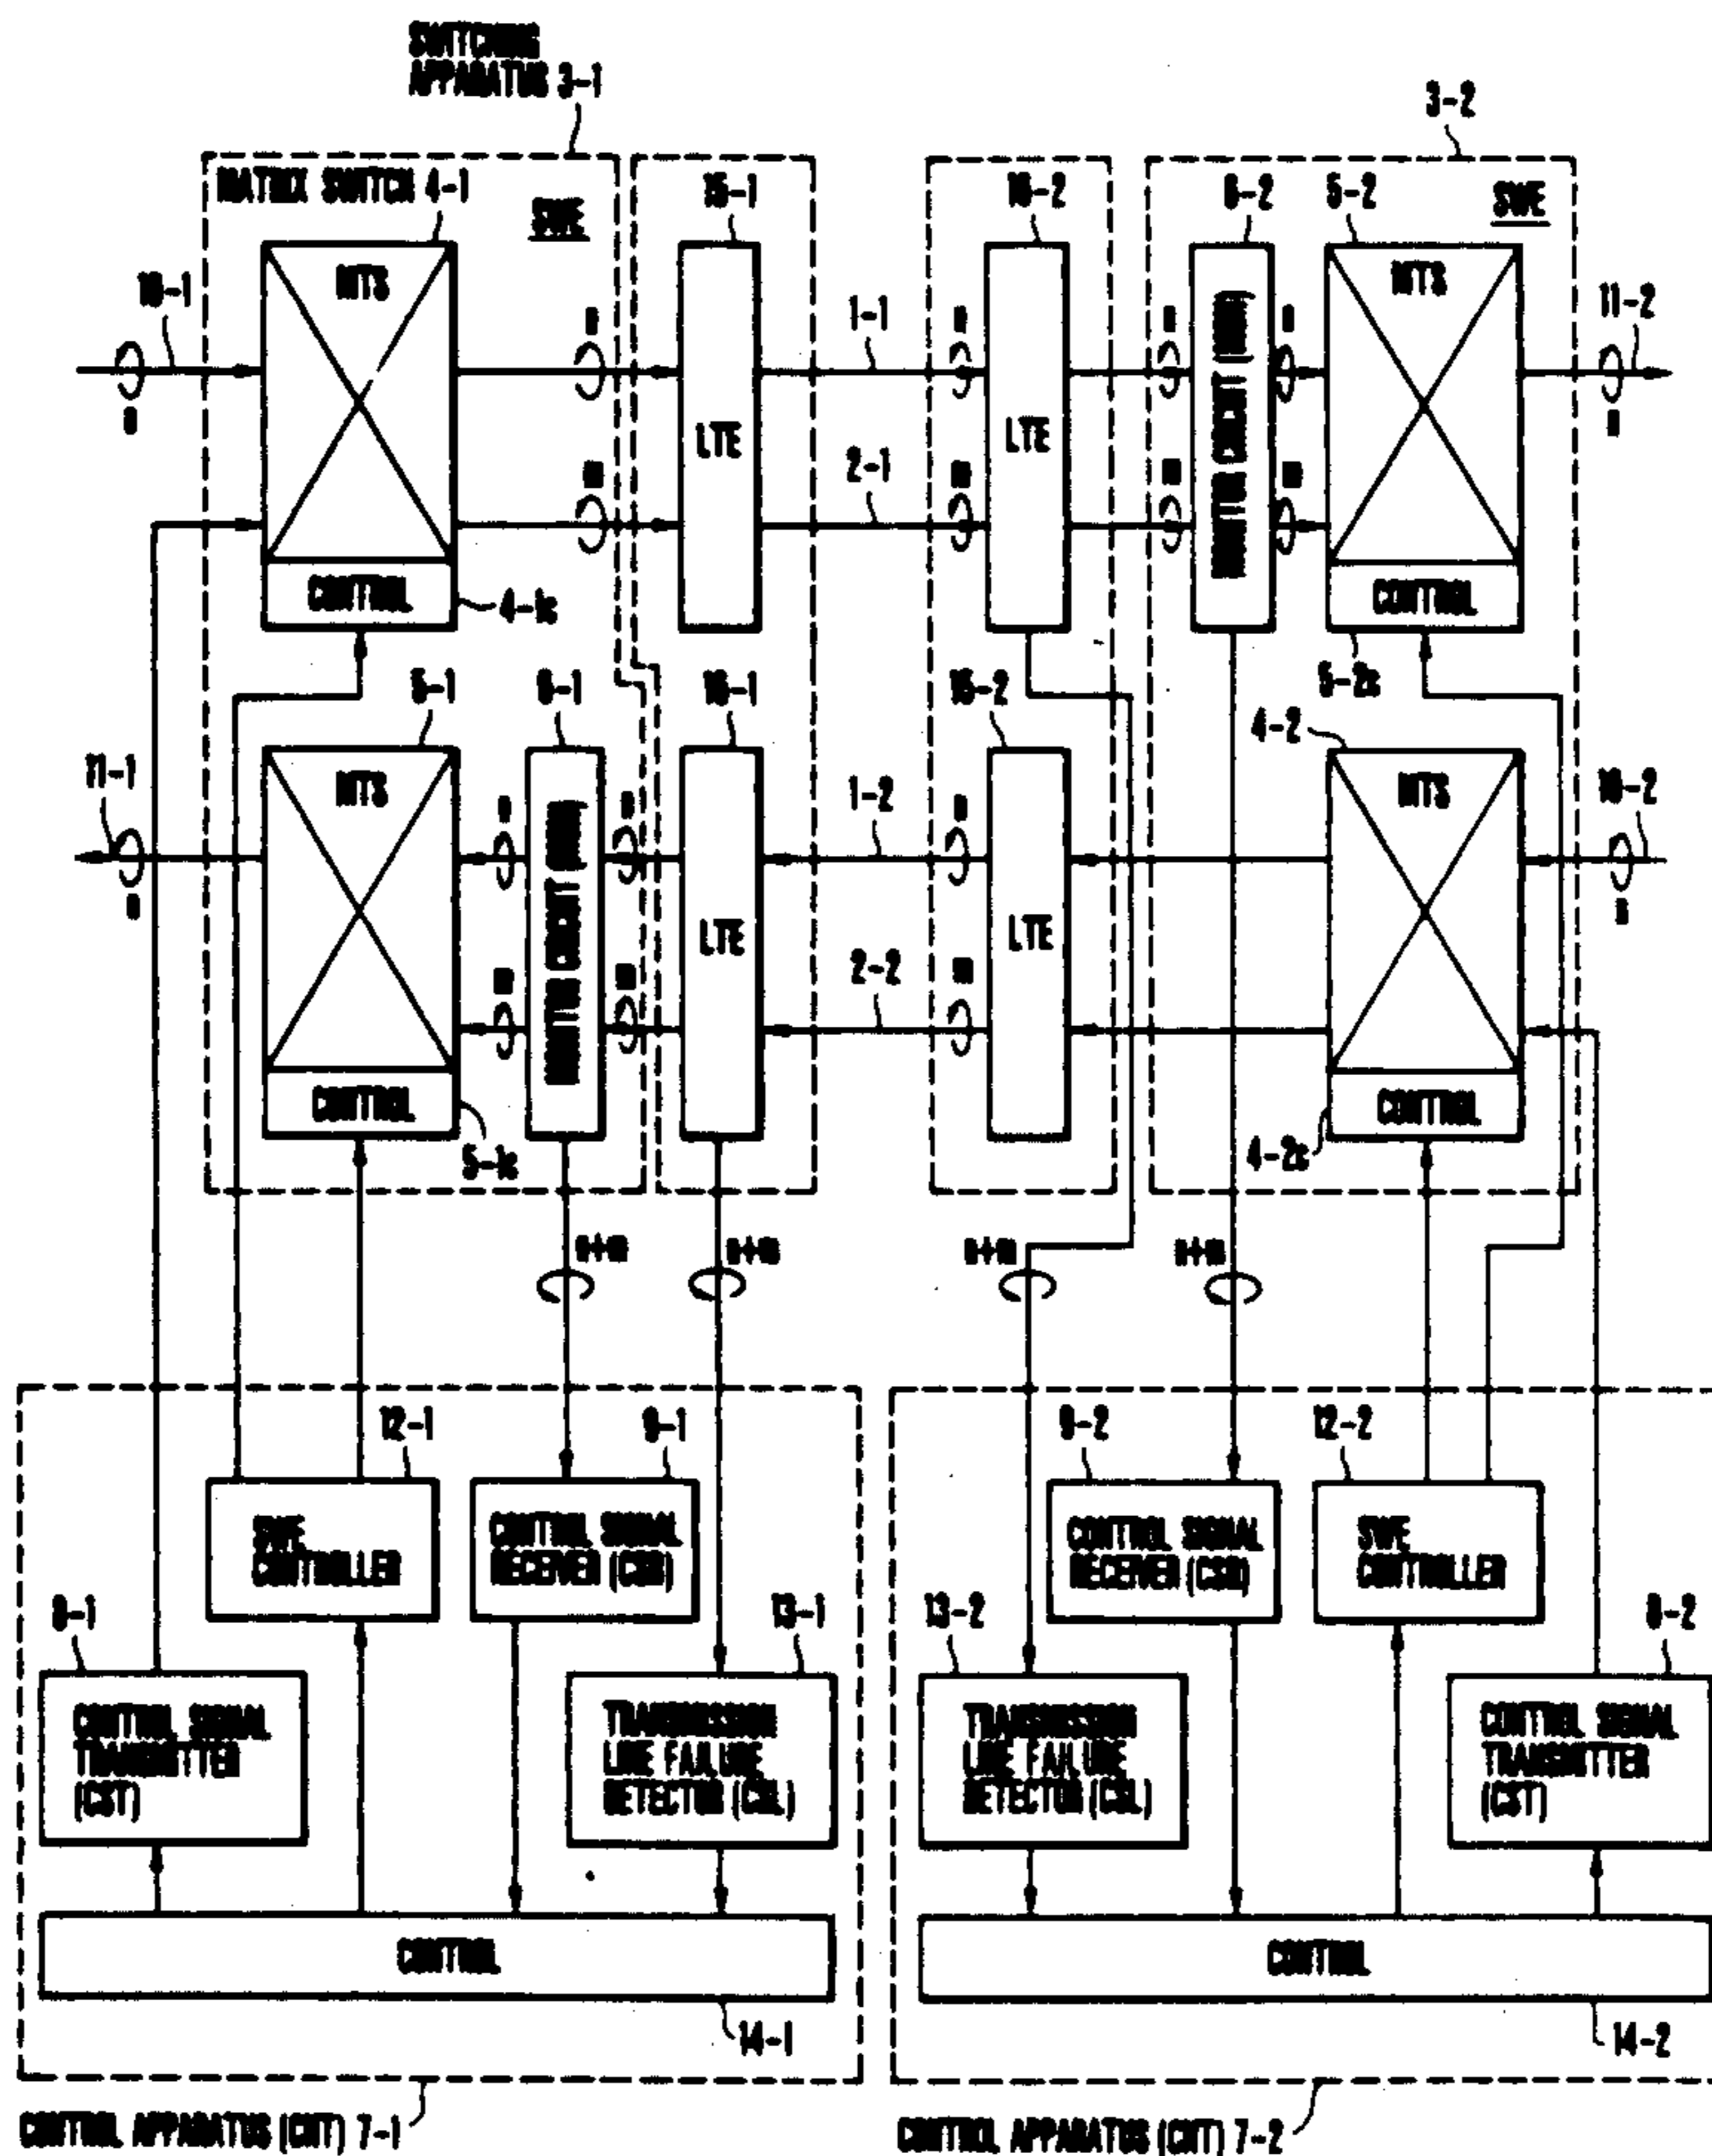 SWITCHING
APPARATUS 3-1
3-2
MATRIX SWITCH 4-1
SWE
15-1
16-2
6-2
5-2
SWE
10-1
MTS
n
1-1
n
n
MONITOR CIRCUIT
n
MTS
11-2
n
LTE
LTE
n
m
2-1
m
m
m
CONTROL
4-1c
CONTROL
5-2c
5-1
6-1
16-1
15-2
4-2
11-1
MTS
n
MONITOR CIRCUIT
n
1-2
n
MTS
10-2
n
LTE
LTE
n
m
m
2-2
m
CONTROL
5-1c
CONTROL
4-2c
n+m
n+m
n+m
n+m
12-1
9-1
9-2
12-2
SWE
CONTROLLER
CONTROL SIGNAL
RECEIVER (CSR)
CONTROL SIGNAL
RECEIVER (CSR)
SWE
CONTROLLER
8-1
13-1
13-2
8-2
CONTROL SIGNAL
TRANSMITTER
(CST)
TRANSMISSION
LINE FAILURE
DETECTOR (CSL)
TRANSMISSION
LINE FAILURE
DETECTOR (CSL)
CONTROL SIGNAL
TRANSMITTER
(CST)
CONTROL
CONTROL
14-1
14-2
CONTROL APPARATUS (CNT) 7-1
CONTROL APPARATUS (CNT) 7-2